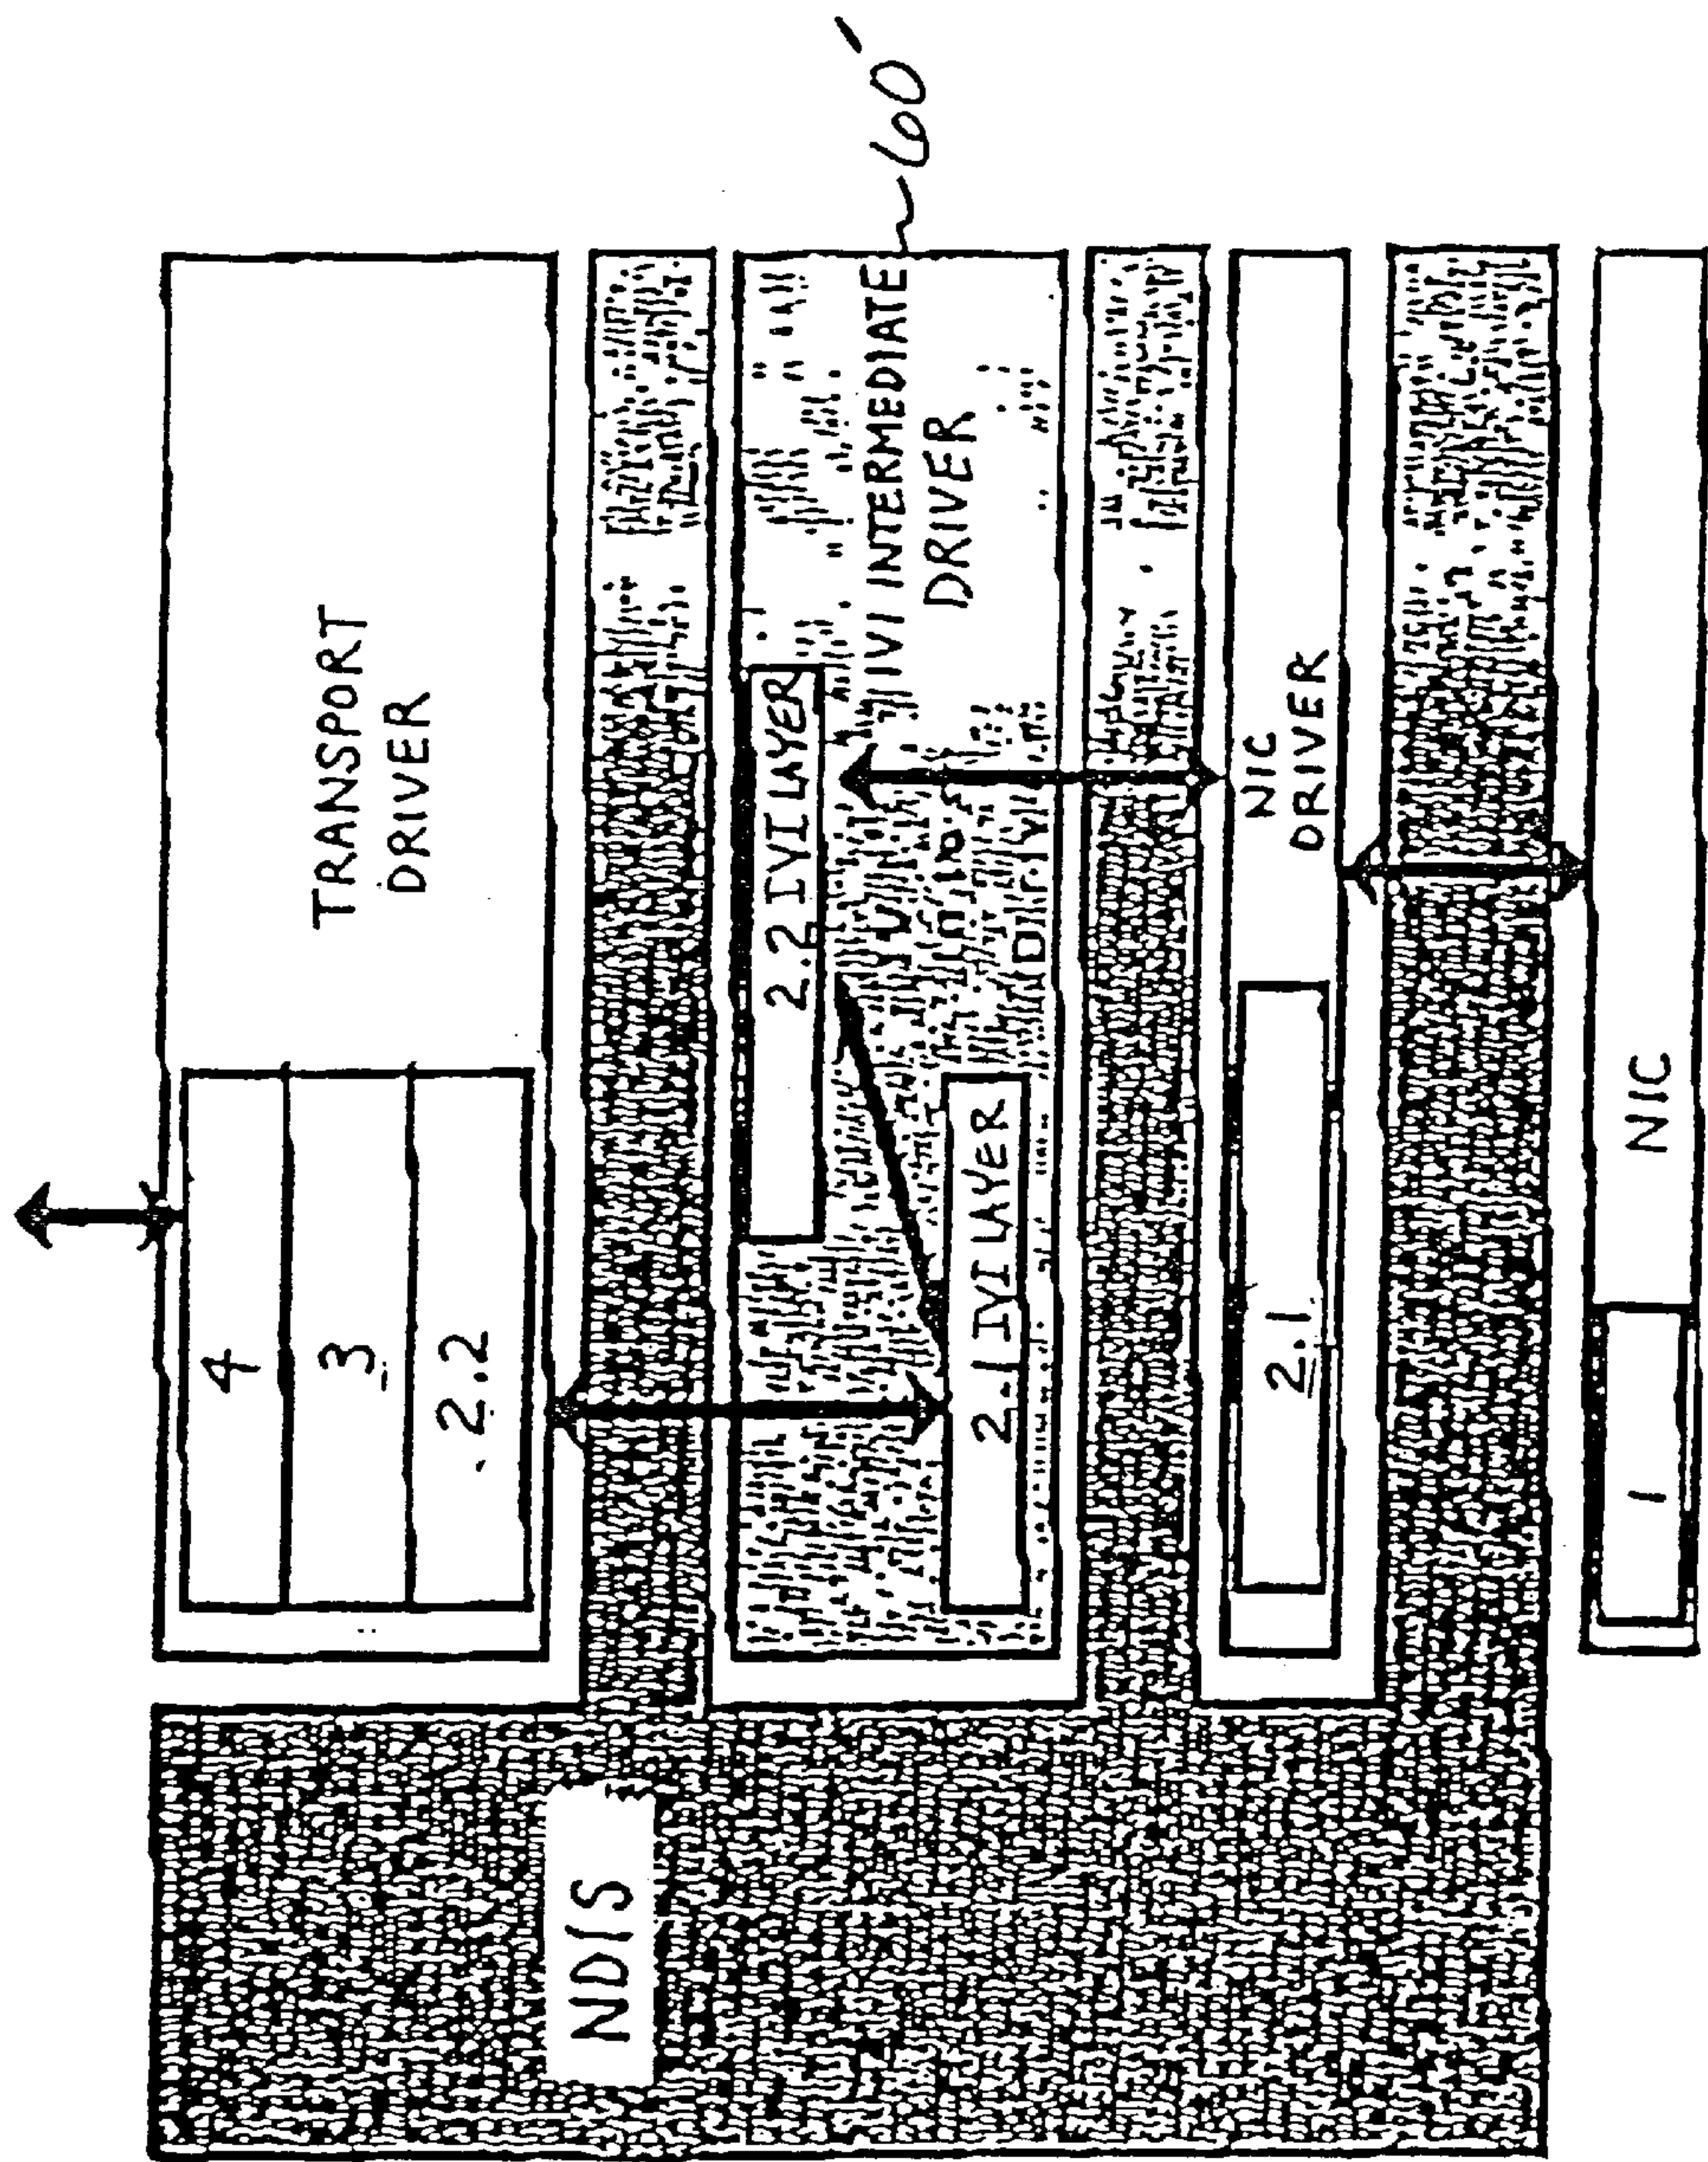 60'
TRANSPORT
DRIVER
4
3
2.2
2.2 IVI LAYER
IVI INTERMEDIATE
DRIVER
2.1 IVI LAYER
NIC
DRIVER
2.1
NIC
1
NDIS